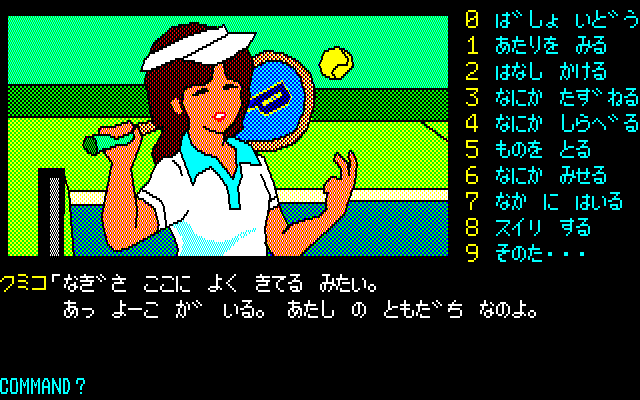 0 ば゛しょ いどう
1 あたりを みる
2 はなし かける
3 なにか たず゛ねる
4 なにか しらべ゛る
5 ものを とる
6 なにか みせる
7 なか に はいる
8 スイリ する
9 そのた・・・
クミコ「なぎ゛さ ここに よく きてる みたい。
あっ よーこ が゛ いる。 あたし の ともだ゛ち なのよ。
COMMAND?